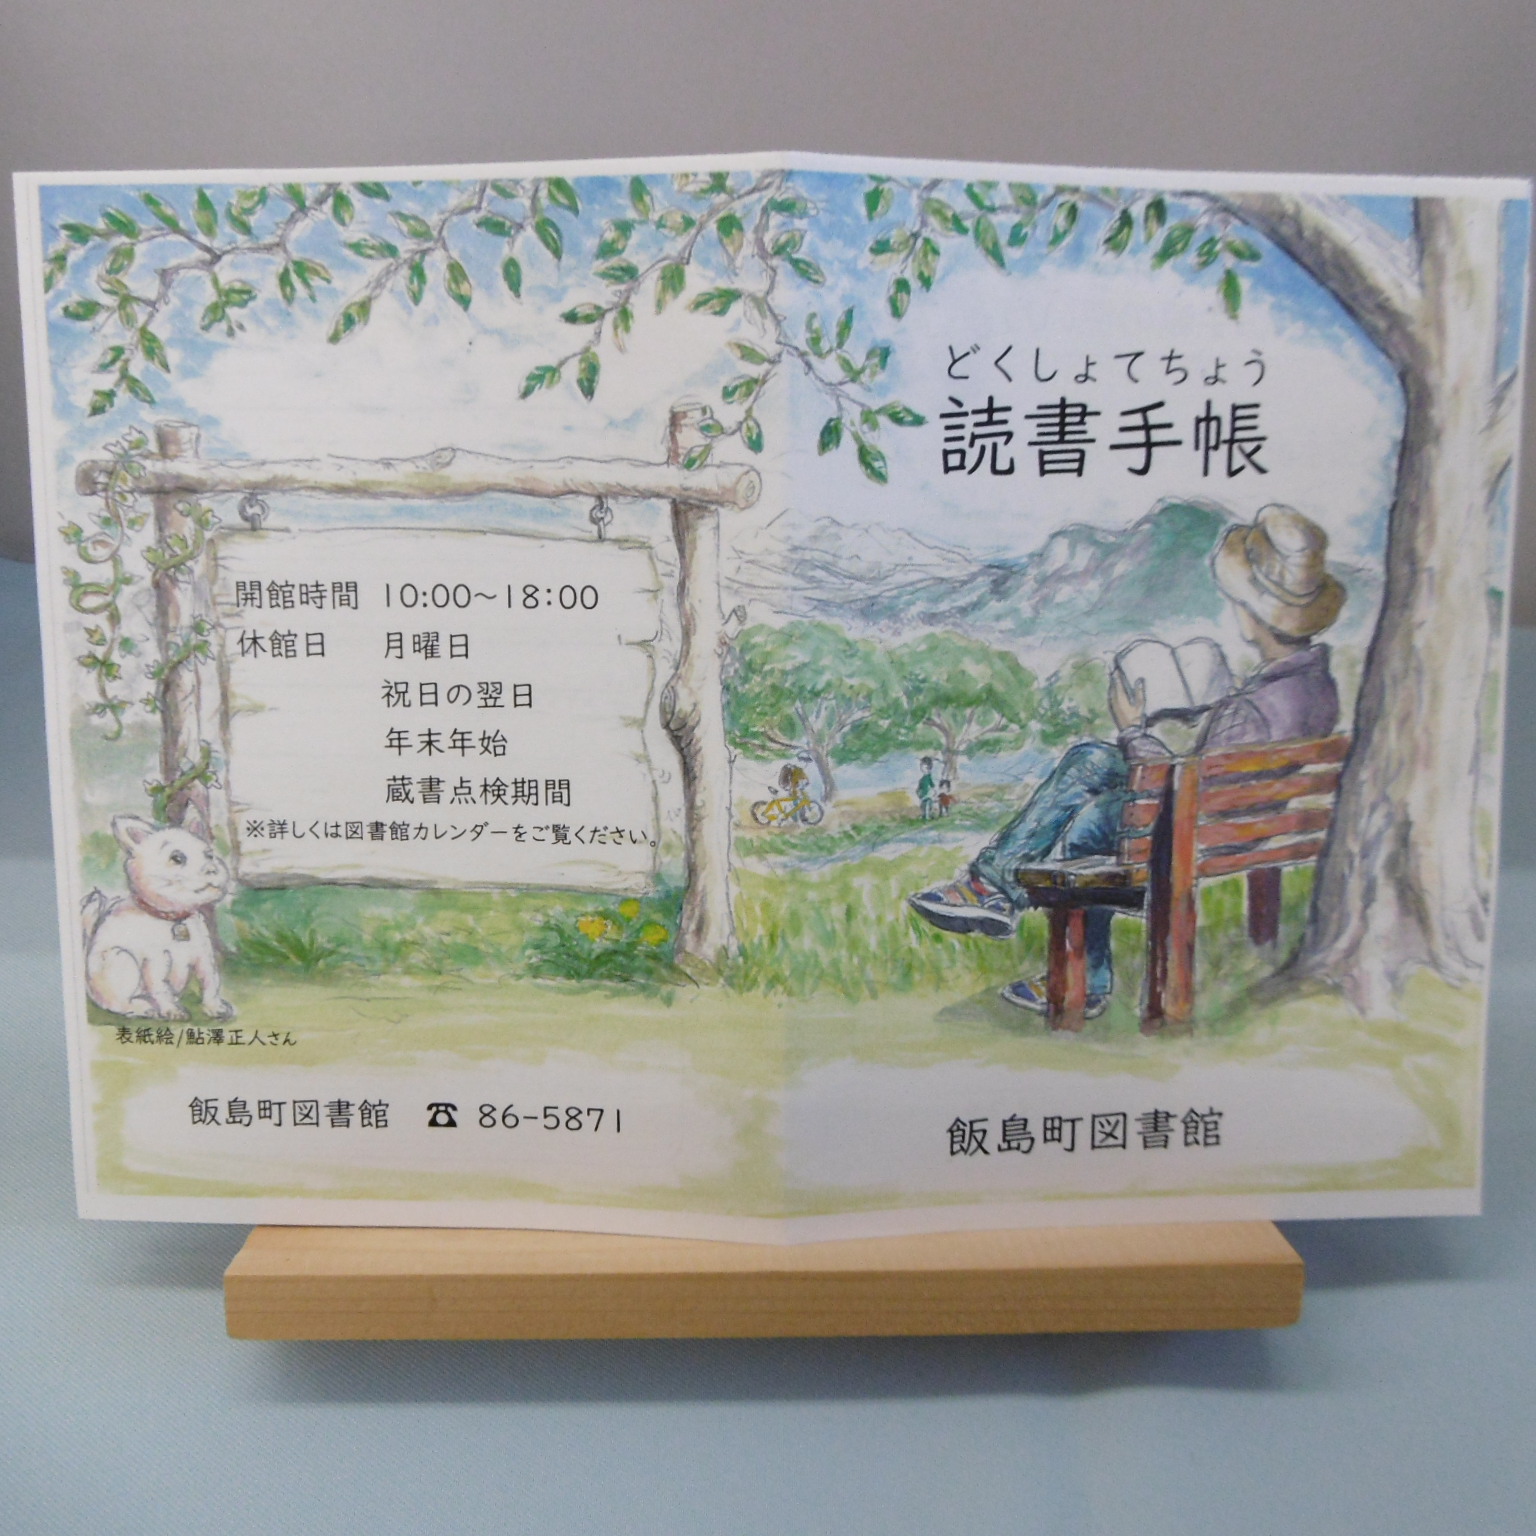 どくしょてちょう
読書手帳
飯島町図書館
開館時間 10:00～18:00
休館日 月曜日
祝日の翌日
年末年始
蔵書点検期間
※詳しくは図書館カレンダーをご覧ください。
表紙絵/鮎澤正人さん
飯島町図書館 ☎ 86-5871